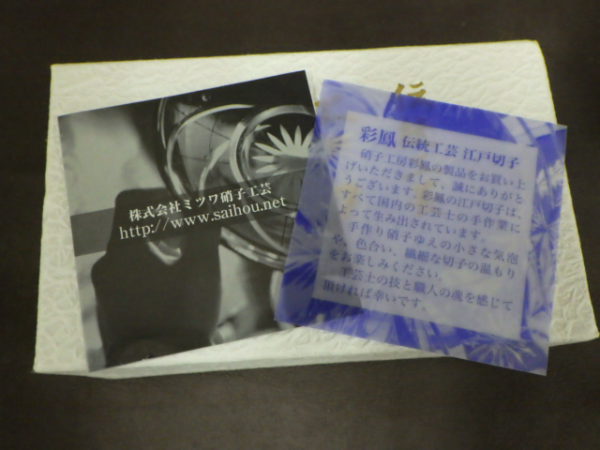 株式会社ミツワ硝子工芸
http://www.saihou.net
彩鳳 伝統工芸 江戸切子
硝子工房彩鳳の製品をお買い上
げいただきまして、誠にありがと
うございます。彩鳳の江戸切子は、
すべて国内の工芸士の手作業に
よって生み出されています。
手作り硝子ゆえの小さな気泡
や、色合い、繊細な切子の温もり
をお楽しみください。
工芸士の技と職人の魂を感じて
頂ければ幸いです。